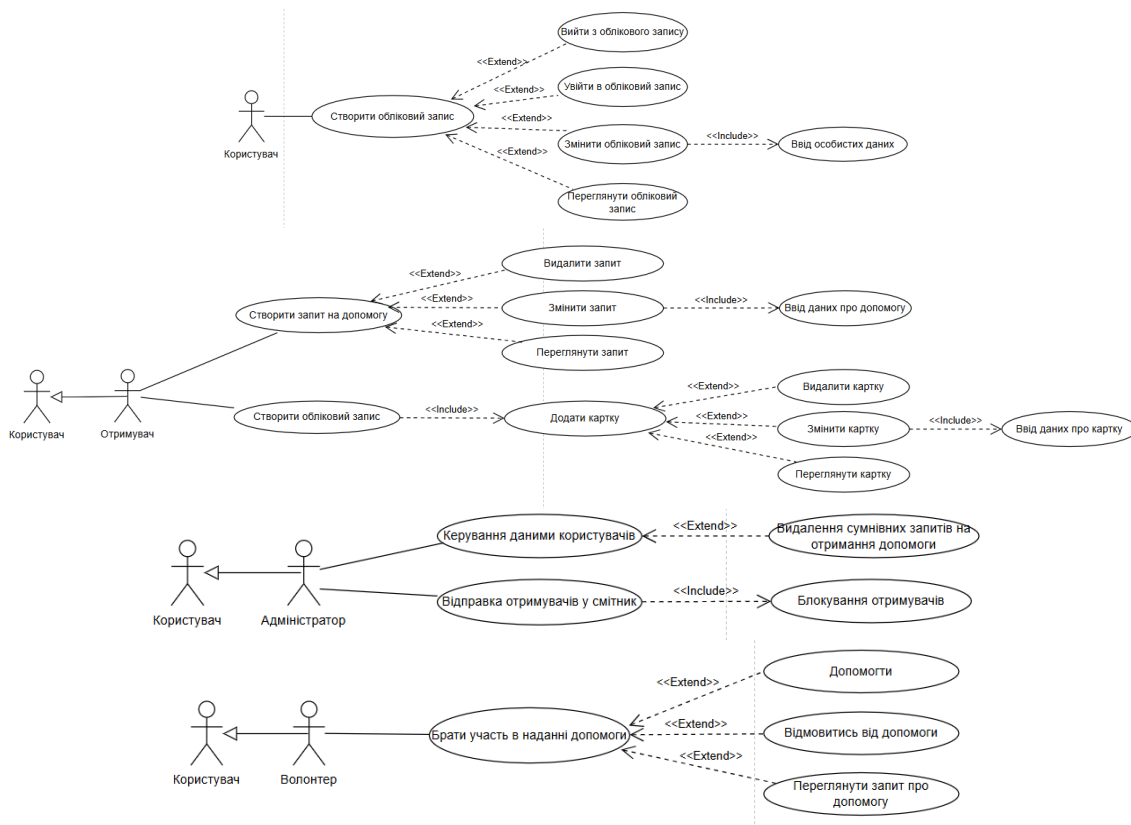 Вийти з облікового запису
<<Extend>>
Увійти в обліковий запис
<<Extend>>
Створити обліковий запис
<<Extend>>
Змінити обліковий запис
<<Include>>
Ввід особистих даних
Користувач
<<Extend>>
Переглянути обліковий
запис
Видалити запит
<<Extend>>
Створити запит на допомогу
<<Extend>>
Змінити запит
<<Include>>
Ввід даних про допомогу
<<Extend>>
Переглянути запит
Користувач
Отримувач
Створити обліковий запис
<<Include>>
Додати картку
<<Extend>>
Видалити картку
<<Extend>>
Змінити картку
<<Include>>
Ввід даних про картку
<<Extend>>
Переглянути картку
Керування даними користувачів
<<Extend>>
Видалення сумнівних запитів на
отримання допомоги
Користувач
Адміністратор
Відправка отримувачів у смітник
<<Include>>
Блокування отримувачів
Допомогти
<<Extend>>
Брати участь в наданні допомоги
<<Extend>>
Відмовитись від допомоги
<<Extend>>
Переглянути запит про
допомогу
Користувач
Волонтер